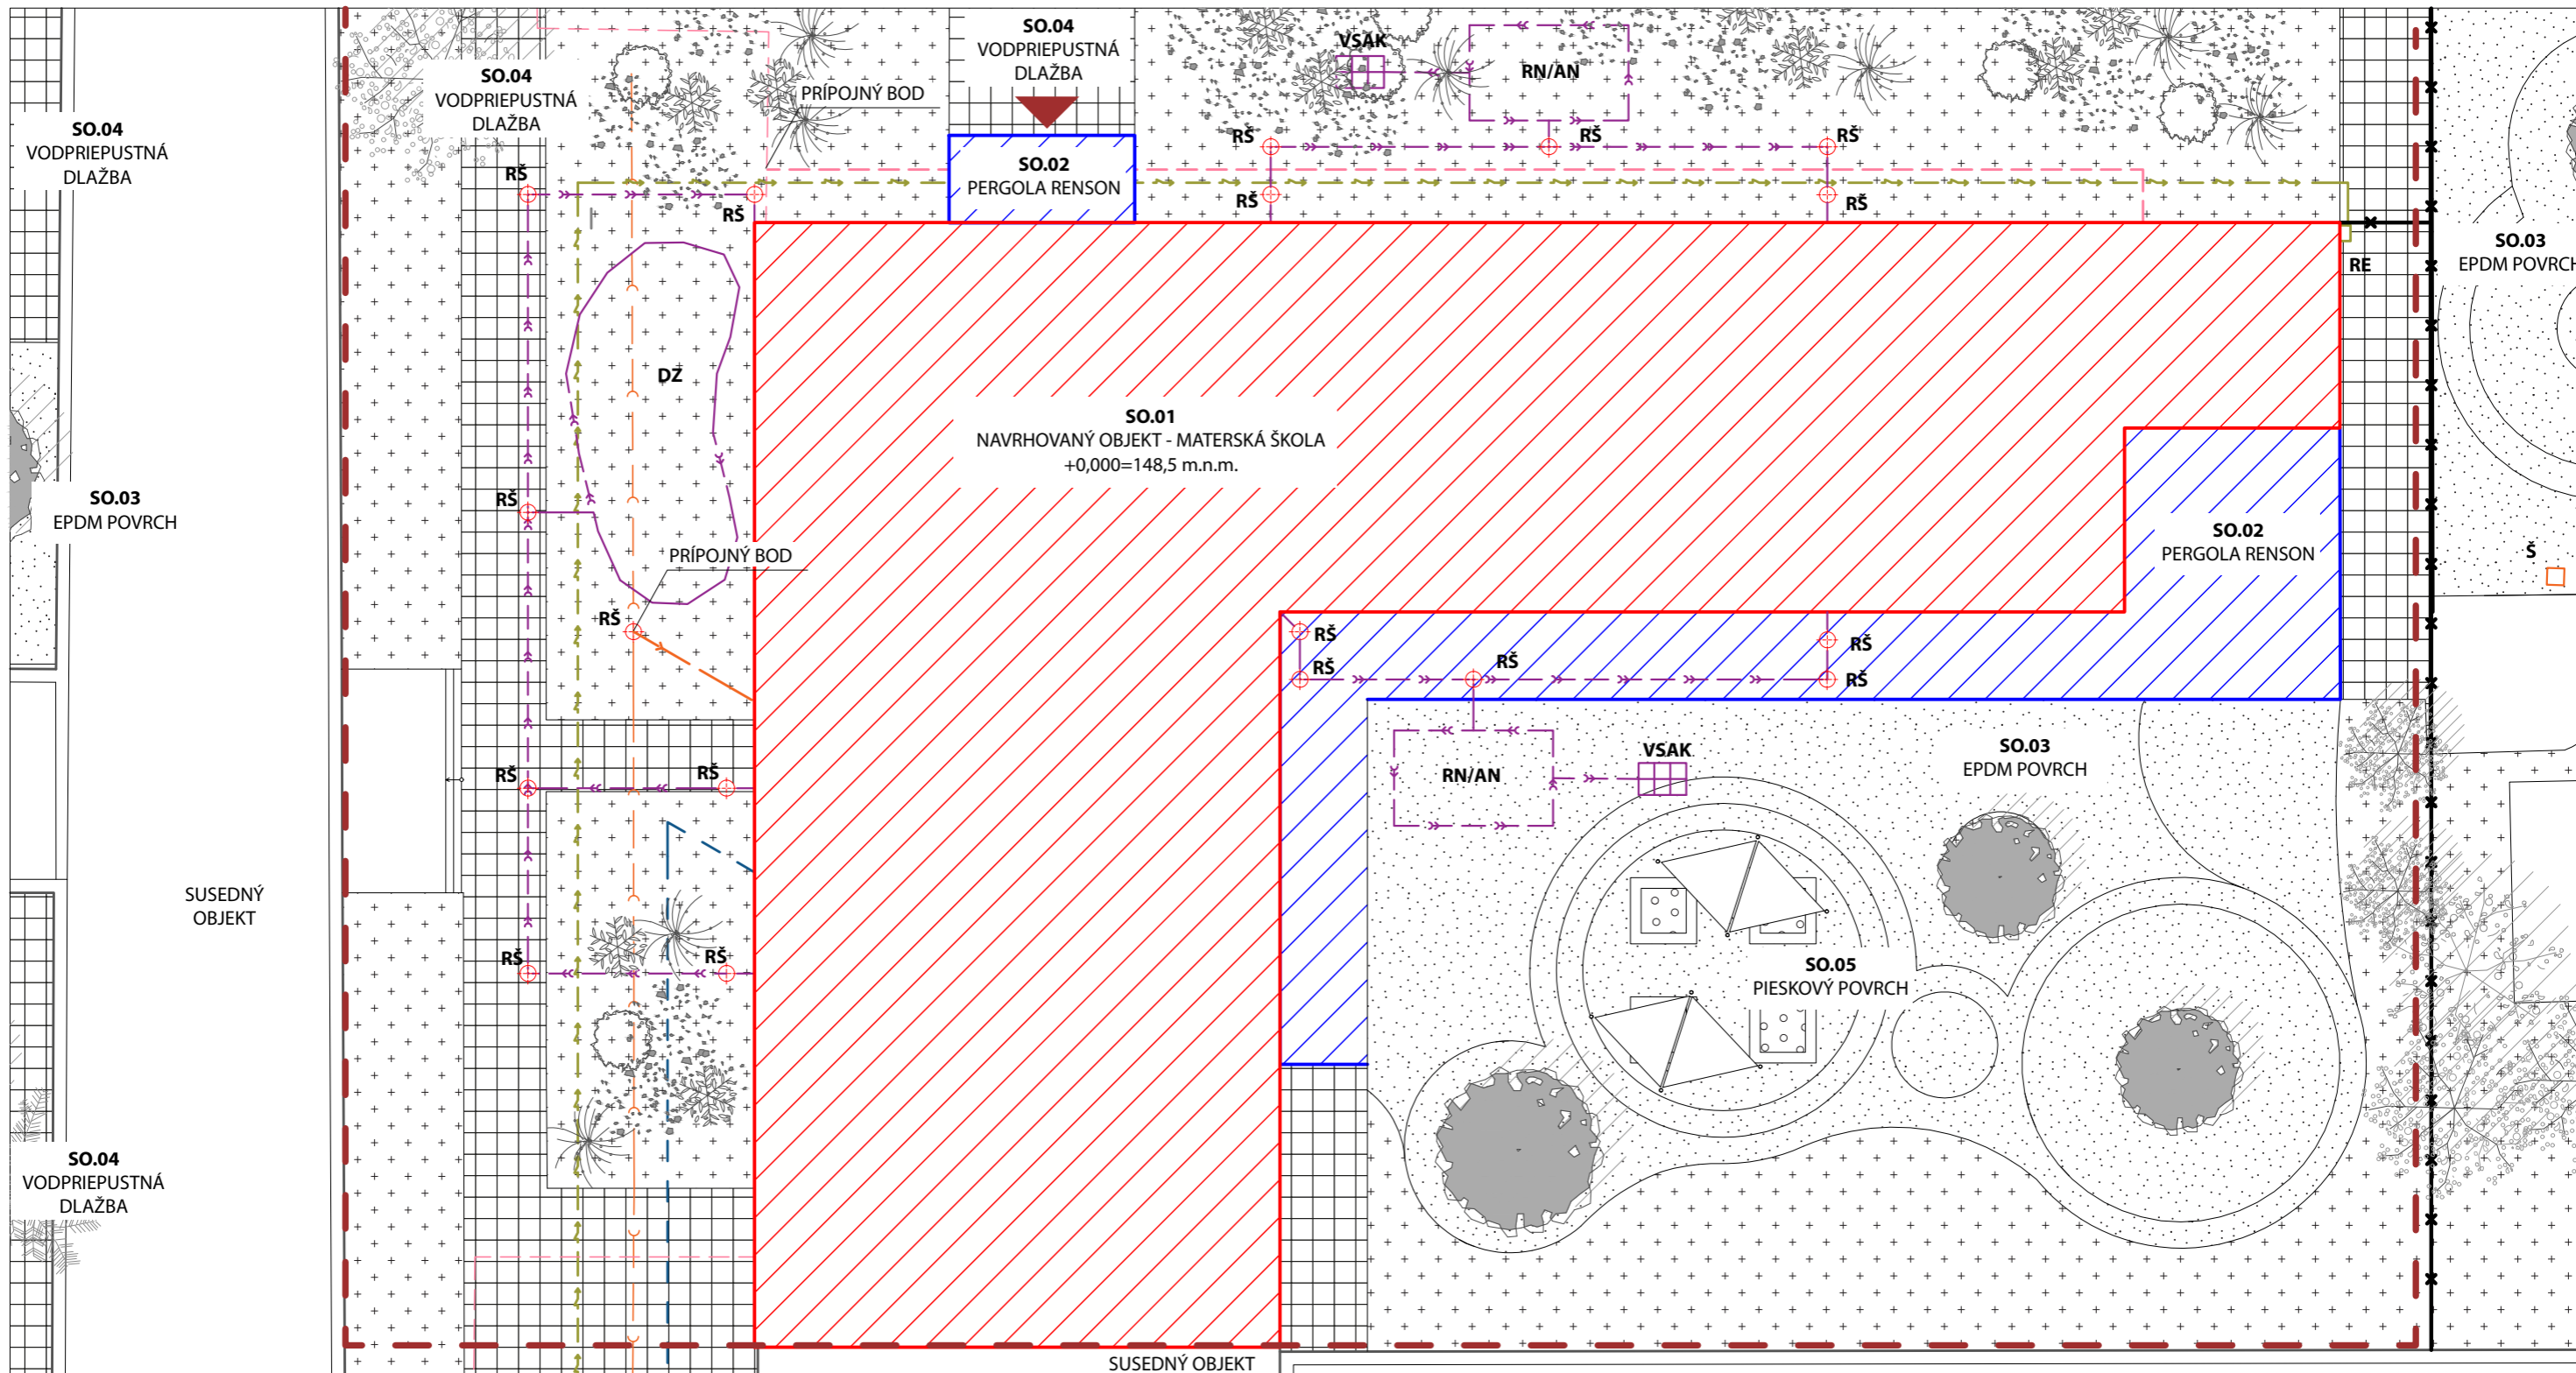 SO.04
VODPRIEPUSTNÁ
DLAŽBA
SO.04
VODPRIEPUSTNÁ
DLAŽBA
PRÍPOJNÝ BOD
SO.04
VODPRIEPUSTNÁ
DLAŽBA
VSAK
RN/AN
RŠ
RŠ
RŠ
RŠ
RŠ
SO.02
PERGOLA RENSON
RŠ
RŠ
SO.03
EPDM POVRCH
RE
DZ
SO.01
NAVRHOVANÝ OBJEKT - MATERSKÁ ŠKOLA
+0,000=148,5 m.n.m.
SO.03
EPDM POVRCH
RŠ
PRÍPOJNÝ BOD
RŠ
SO.02
PERGOLA RENSON
Š
RŠ
RŠ
RŠ
RŠ
RŠ
RŠ
RŠ
RN/AN
VSAK
SO.03
EPDM POVRCH
SUSEDNÝ
OBJEKT
RŠ
RŠ
SO.05
PIESKOVÝ POVRCH
SO.04
VODPRIEPUSTNÁ
DLAŽBA
SUSEDNÝ OBJEKT